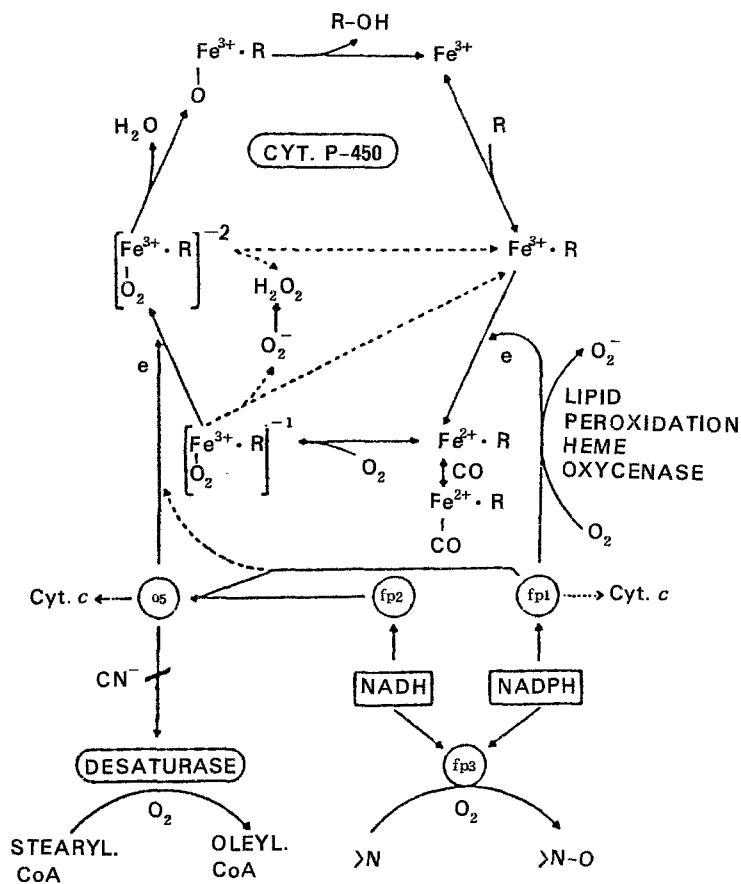 R-OH
Fe³⁺ · R
Fe³⁺
O
H₂O
R
CYT. P-450
[Fe³⁺ · R]⁻²
O₂
Fe³⁺ · R
H₂O₂
O₂⁻
e
e
O₂⁻
LIPID
PEROXIDATION
HEME
OXYCENASE
[Fe³⁺ · R]⁻¹
O₂
O₂
Fe²⁺ · R
CO
Fe²⁺ · R
CO
O₂
Cyt. c
fp2
fp1
Cyt. c
CN⁻
NADH
NADPH
DESATURASE
fp3
O₂
O₂
STEARYL.
CoA
OLEYL.
CoA
>N
>N~O